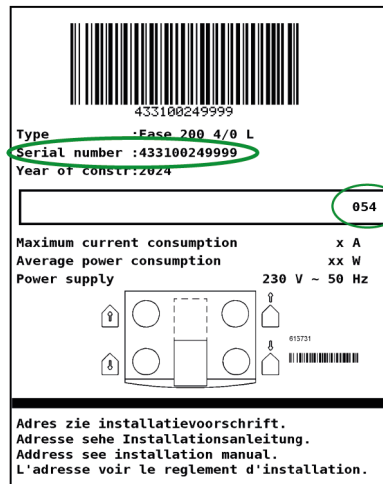 433100249999
Type :Ease 200 4/0 L
Serial number :433100249999
Year of constr:2024
054
Maximum current consumption x A
Average power consumption xx W
Power supply 230 V ~ 50 Hz
615731
Adres zie installatievoorschrift.
Adresse sehe Installationsanleitung.
Address see installation manual.
L'adresse voir le reglement d'installation.